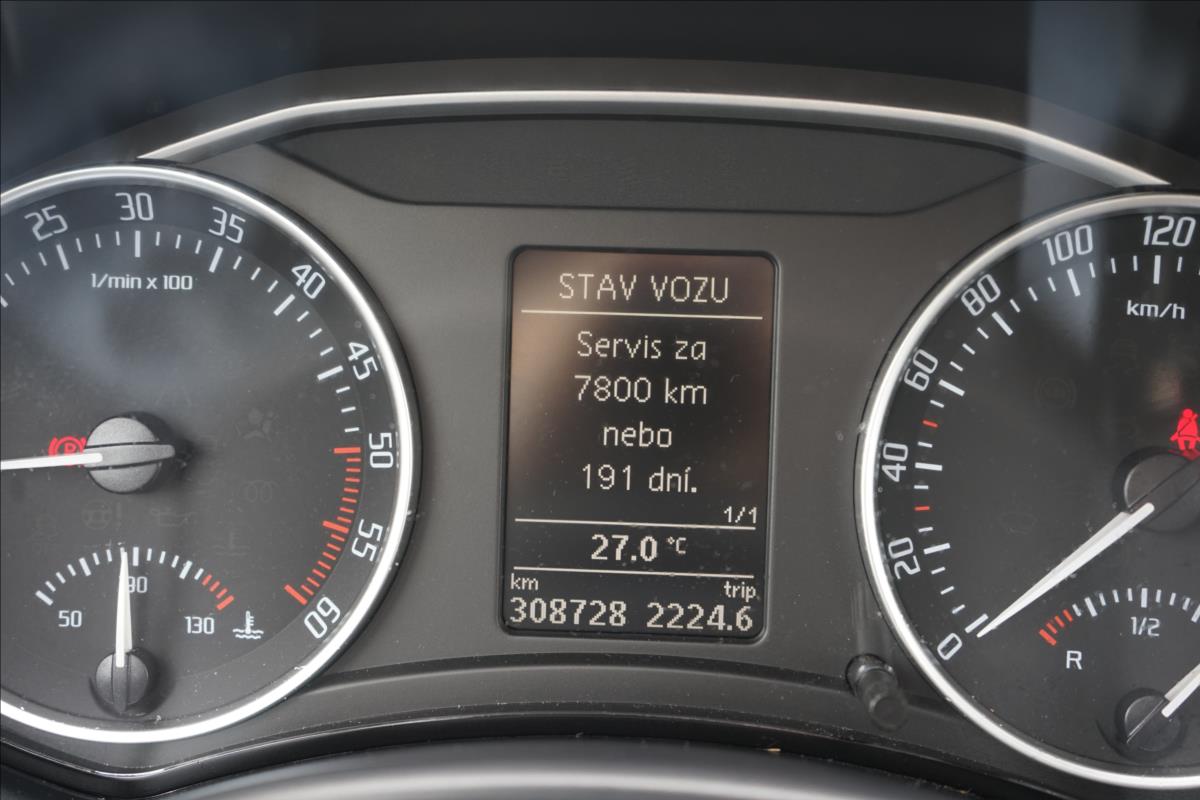 25 30 35 40 45 50 55 60
1/min x 100
50 90 130
STAV VOZU
Servis za
7800 km
nebo
191 dní.
1/1
27.0 °C
km trip
308728 2224.6
0 20 40 60 80 100 120
km/h
R 1/2